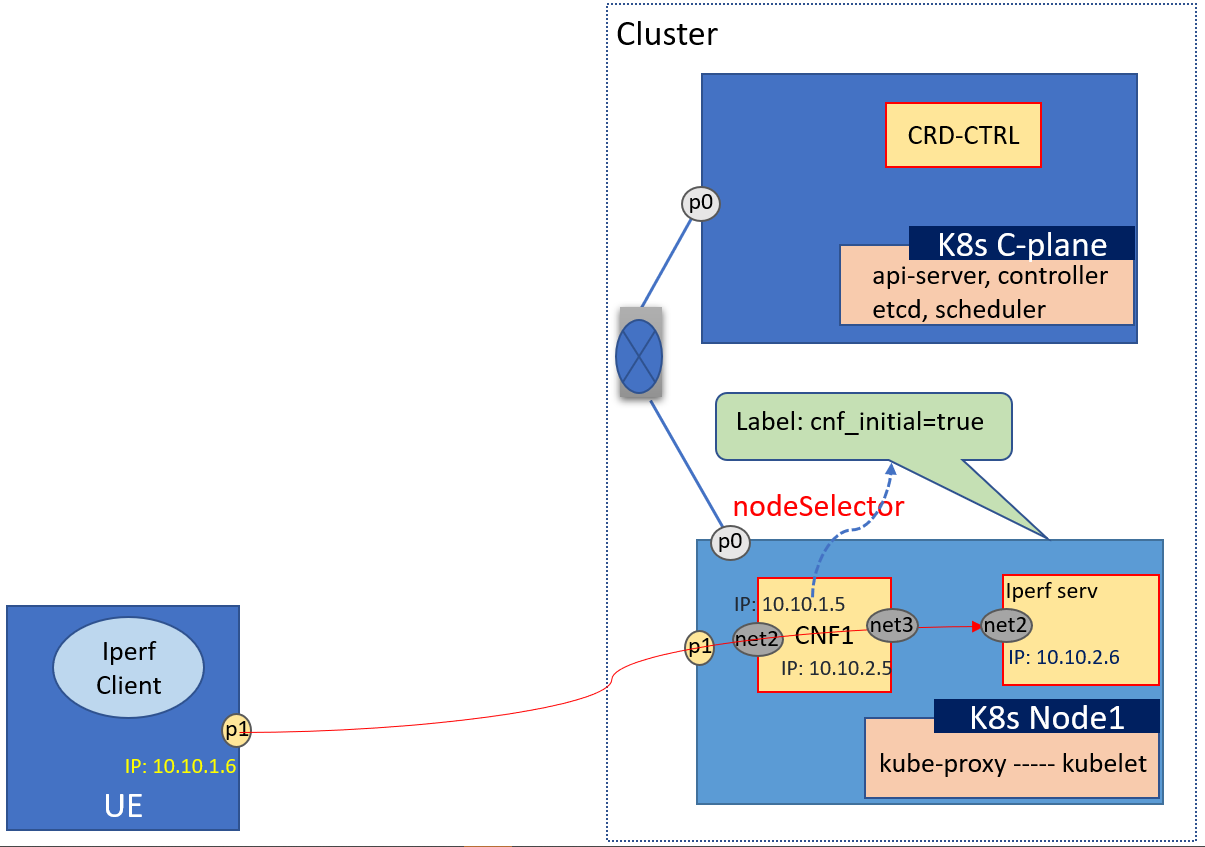 Cluster
CRD-CTRL
p0
K8s C-plane
api-server, controller
etcd, scheduler
Label: cnf_initial=true
nodeSelector
p0
IP: 10.10.1.5
Iperf serv
net2
CNF1
net3
net2
p1
IP: 10.10.2.5
IP: 10.10.2.6
K8s Node1
kube-proxy ----- kubelet
Iperf
Client
p1
IP: 10.10.1.6
UE